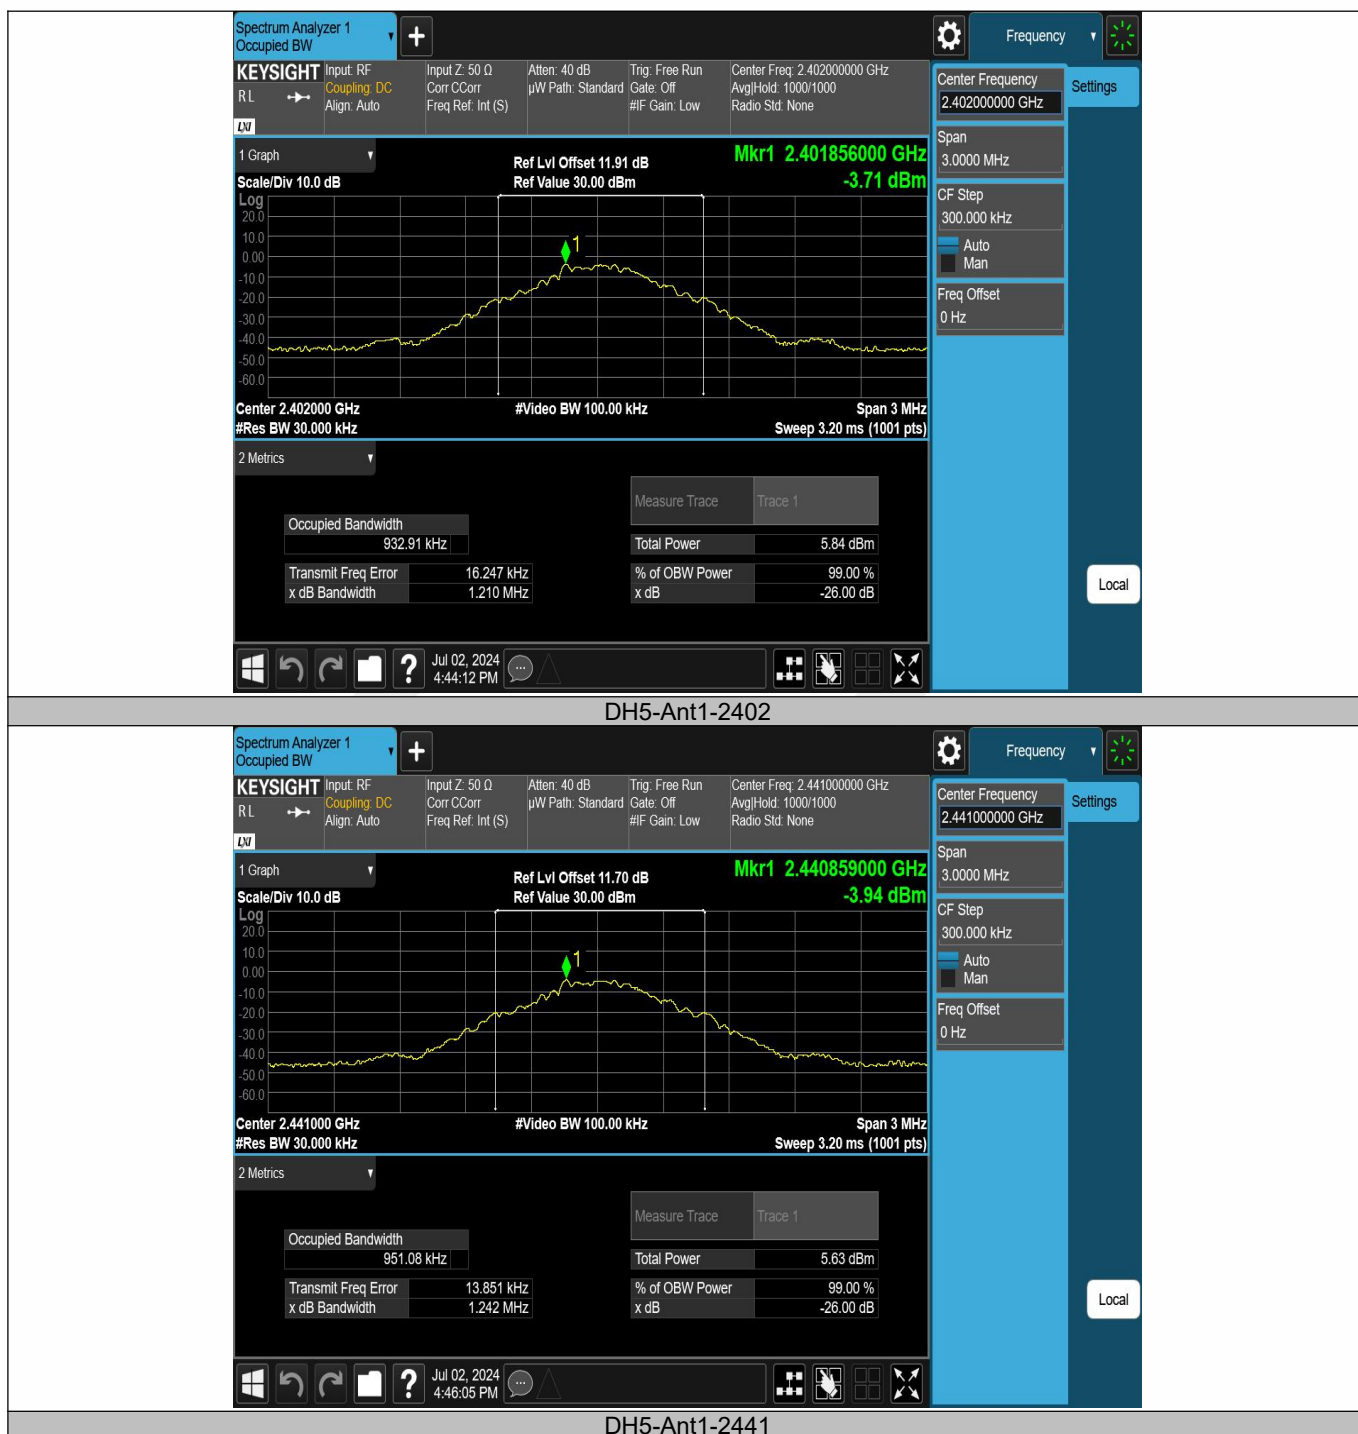 Spectrum Analyzer 1
Occupied BW
Frequency
KEYSIGHT
Input: RF
Input Z: 50 Ω
Atten: 40 dB
Trig: Free Run
Center Freq: 2.402000000 GHz
R L
Coupling: DC
Corr CCorr
µW Path: Standard
Gate: Off
Avg|Hold: 1000/1000
Align: Auto
Freq Ref: Int (S)
#IF Gain: Low
Radio Std: None
LXI
Center Frequency
2.402000000 GHz
Settings
Span
3.0000 MHz
CF Step
300.000 kHz
Auto
Man
Freq Offset
0 Hz
1 Graph
Ref Lvl Offset 11.91 dB
Mkr1 2.401856000 GHz
Scale/Div 10.0 dB
Ref Value 30.00 dBm
-3.71 dBm
Log
20.0
10.0
1
0.00
-10.0
-20.0
-30.0
-40.0
-50.0
-60.0
Center 2.402000 GHz
#Video BW 100.00 kHz
Span 3 MHz
#Res BW 30.000 kHz
Sweep 3.20 ms (1001 pts)
2 Metrics
Measure Trace
Trace 1
Occupied Bandwidth
932.91 kHz
Total Power
5.84 dBm
Transmit Freq Error
16.247 kHz
% of OBW Power
99.00 %
x dB Bandwidth
1.210 MHz
x dB
-26.00 dB
Local
?
Jul 02, 2024
4:44:12 PM
DH5-Ant1-2402
Spectrum Analyzer 1
Occupied BW
Frequency
KEYSIGHT
Input: RF
Input Z: 50 Ω
Atten: 40 dB
Trig: Free Run
Center Freq: 2.441000000 GHz
R L
Coupling: DC
Corr CCorr
µW Path: Standard
Gate: Off
Avg|Hold: 1000/1000
Align: Auto
Freq Ref: Int (S)
#IF Gain: Low
Radio Std: None
LXI
Center Frequency
2.441000000 GHz
Settings
Span
3.0000 MHz
CF Step
300.000 kHz
Auto
Man
Freq Offset
0 Hz
1 Graph
Ref Lvl Offset 11.70 dB
Mkr1 2.440859000 GHz
Scale/Div 10.0 dB
Ref Value 30.00 dBm
-3.94 dBm
Log
20.0
10.0
1
0.00
-10.0
-20.0
-30.0
-40.0
-50.0
-60.0
Center 2.441000 GHz
#Video BW 100.00 kHz
Span 3 MHz
#Res BW 30.000 kHz
Sweep 3.20 ms (1001 pts)
2 Metrics
Measure Trace
Trace 1
Occupied Bandwidth
951.08 kHz
Total Power
5.63 dBm
Transmit Freq Error
13.851 kHz
% of OBW Power
99.00 %
x dB Bandwidth
1.242 MHz
x dB
-26.00 dB
Local
?
Jul 02, 2024
4:46:05 PM
DH5-Ant1-2441